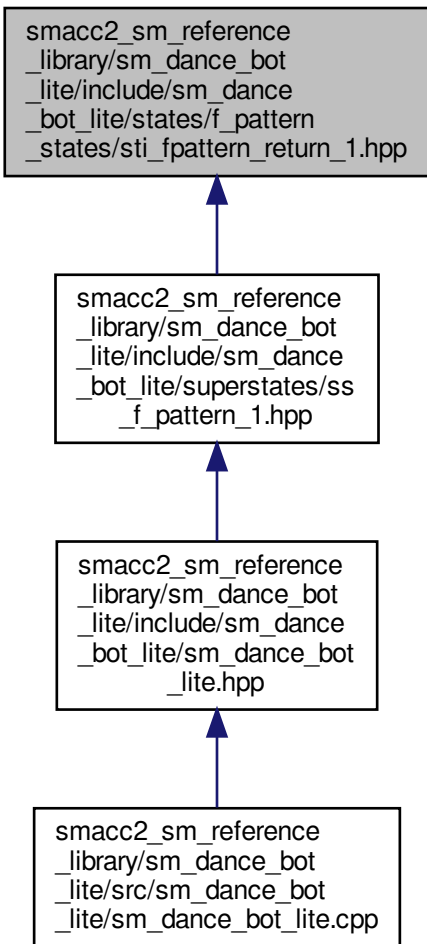 smacc2_sm_reference
_library/sm_dance_bot
_lite/include/sm_dance
_bot_lite/states/f_pattern
_states/sti_fpattern_return_1.hpp
smacc2_sm_reference
_library/sm_dance_bot
_lite/include/sm_dance
_bot_lite/superstates/ss
_f_pattern_1.hpp
smacc2_sm_reference
_library/sm_dance_bot
_lite/include/sm_dance
_bot_lite/sm_dance_bot
_lite.hpp
smacc2_sm_reference
_library/sm_dance_bot
_lite/src/sm_dance_bot
_lite/sm_dance_bot_lite.cpp